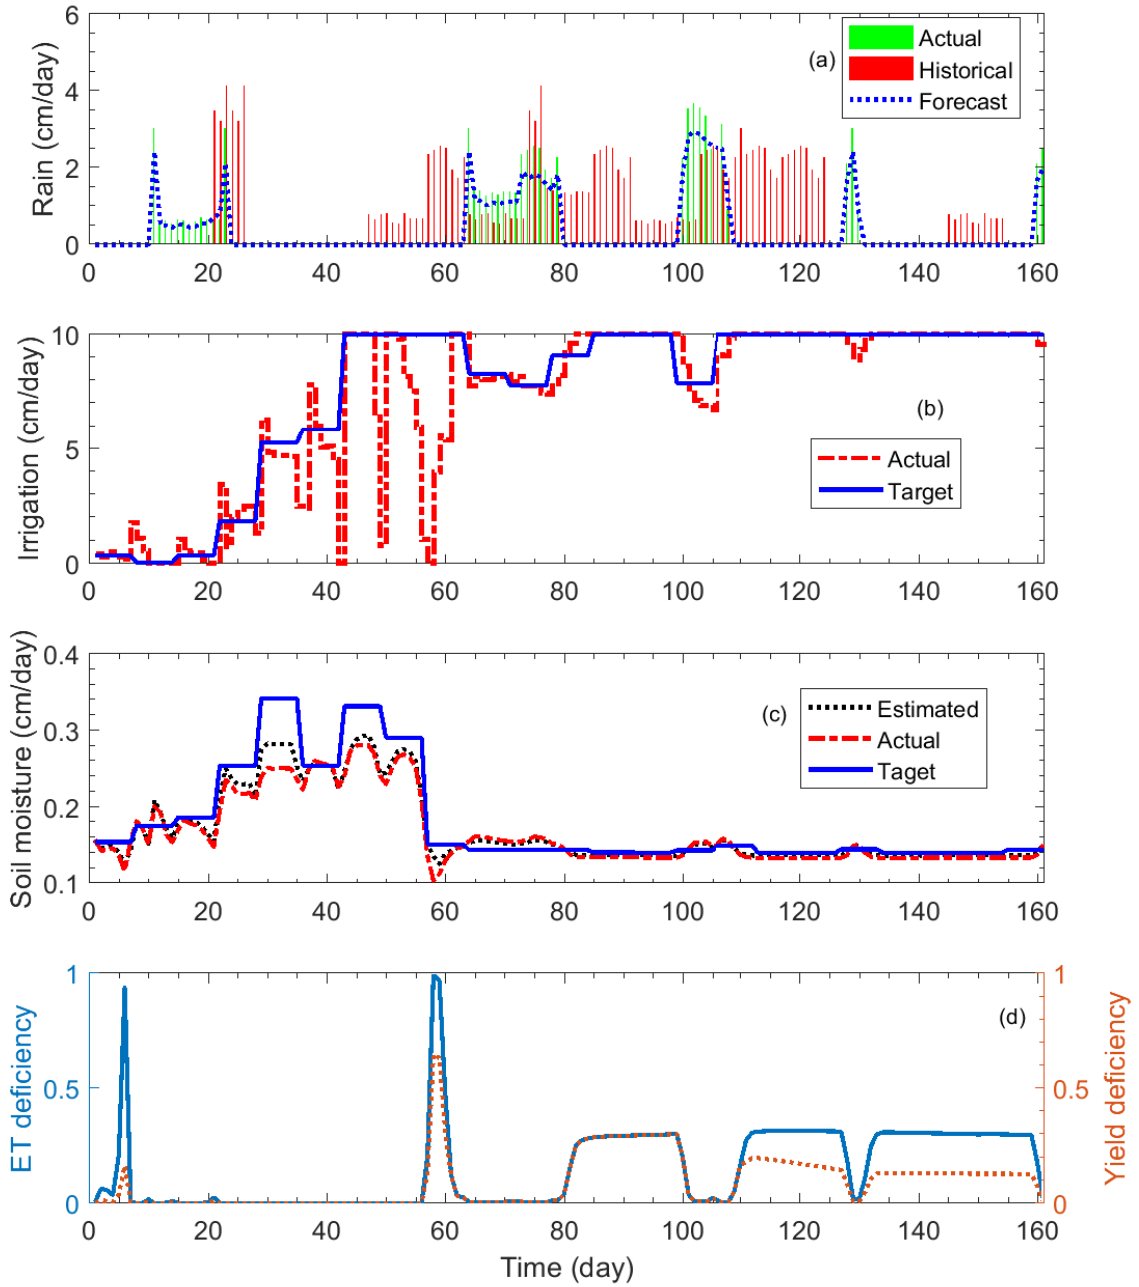 Rain (cm/day)
6
4
2
0
(a)
Actual
Historical
Forecast
0 20 40 60 80 100 120 140 160
Irrigation (cm/day)
10
5
0
(b)
Actual
Target
0 20 40 60 80 100 120 140 160
Soil moisture (cm/day)
0.4
0.3
0.2
0.1
(c)
Estimated
Actual
Taget
0 20 40 60 80 100 120 140 160
ET deficiency
1
0.5
0
(d)
1
0.5
0
Yield deficiency
0 20 40 60 80 100 120 140 160
Time (day)